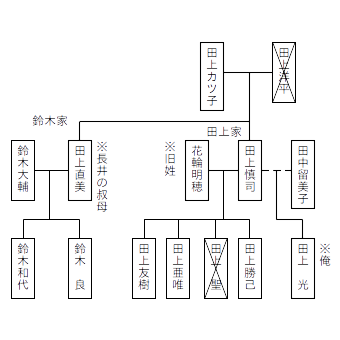 田上カツ子
田上洋平
鈴木家
田上家
鈴木大輔
田上直美
※長井の叔母
※旧姓
花輪明穂
田上慎司
田中留美子
鈴木和代
鈴木 良
田上友樹
田上亜唯
田上 聖
田上勝己
田上 光
※俺